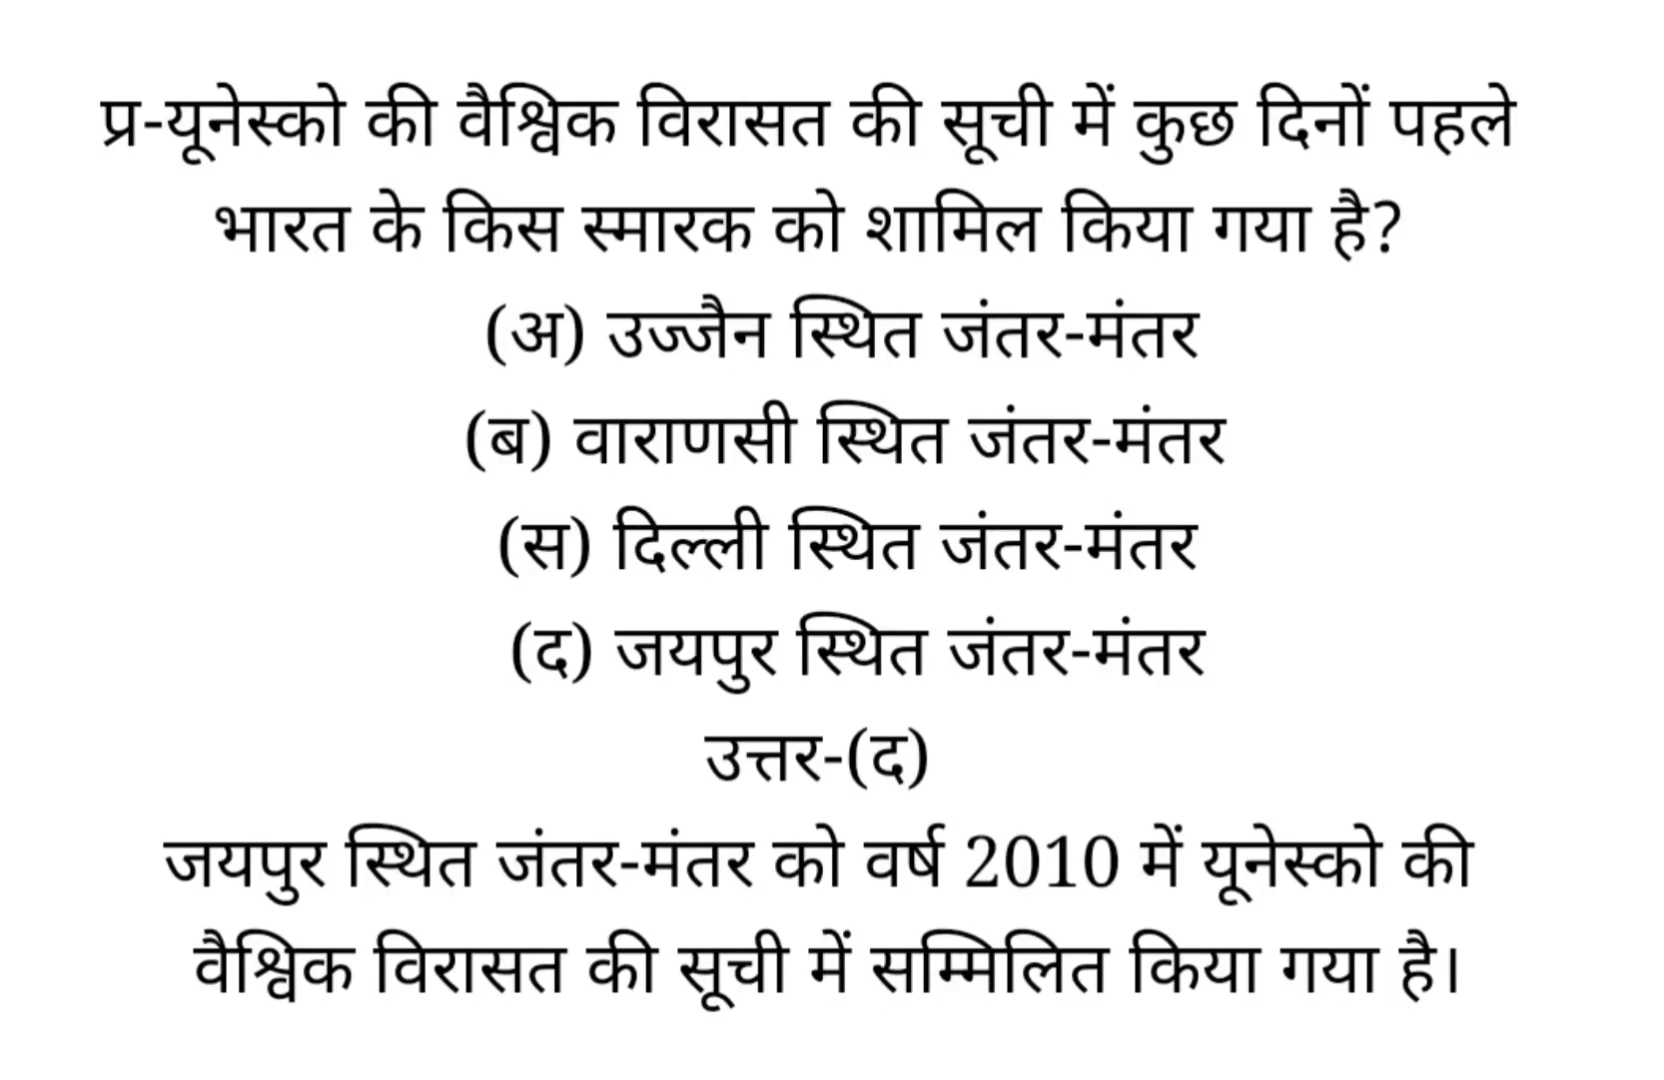 प्र-यूनेस्को की वैश्विक विरासत की सूची में कुछ दिनों पहले
भारत के किस स्मारक को शामिल किया गया है?
(अ) उज्जैन स्थित जंतर-मंतर
(ब) वाराणसी स्थित जंतर-मंतर
(स) दिल्ली स्थित जंतर-मंतर
(द) जयपुर स्थित जंतर-मंतर
उत्तर-(द)
जयपुर स्थित जंतर-मंतर को वर्ष 2010 में यूनेस्को की
वैश्विक विरासत की सूची में सम्मिलित किया गया है।